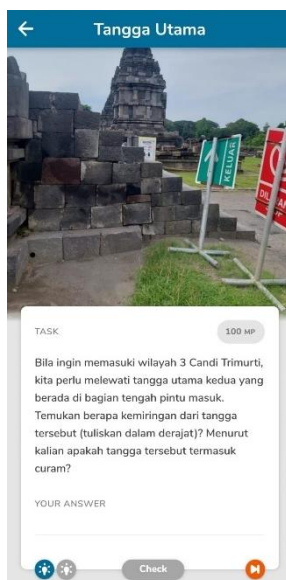 Tangga Utama
KELUAR
TASK
100 MP
Bila ingin memasuki wilayah 3 Candi Trimurti,
kita perlu melewati tangga utama kedua yang
berada di bagian tengah pintu masuk.
Temukan berapa kemiringan dari tangga
tersebut (tuliskan dalam derajat)? Menurut
kalian apakah tangga tersebut termasuk
curam?
YOUR ANSWER
Check